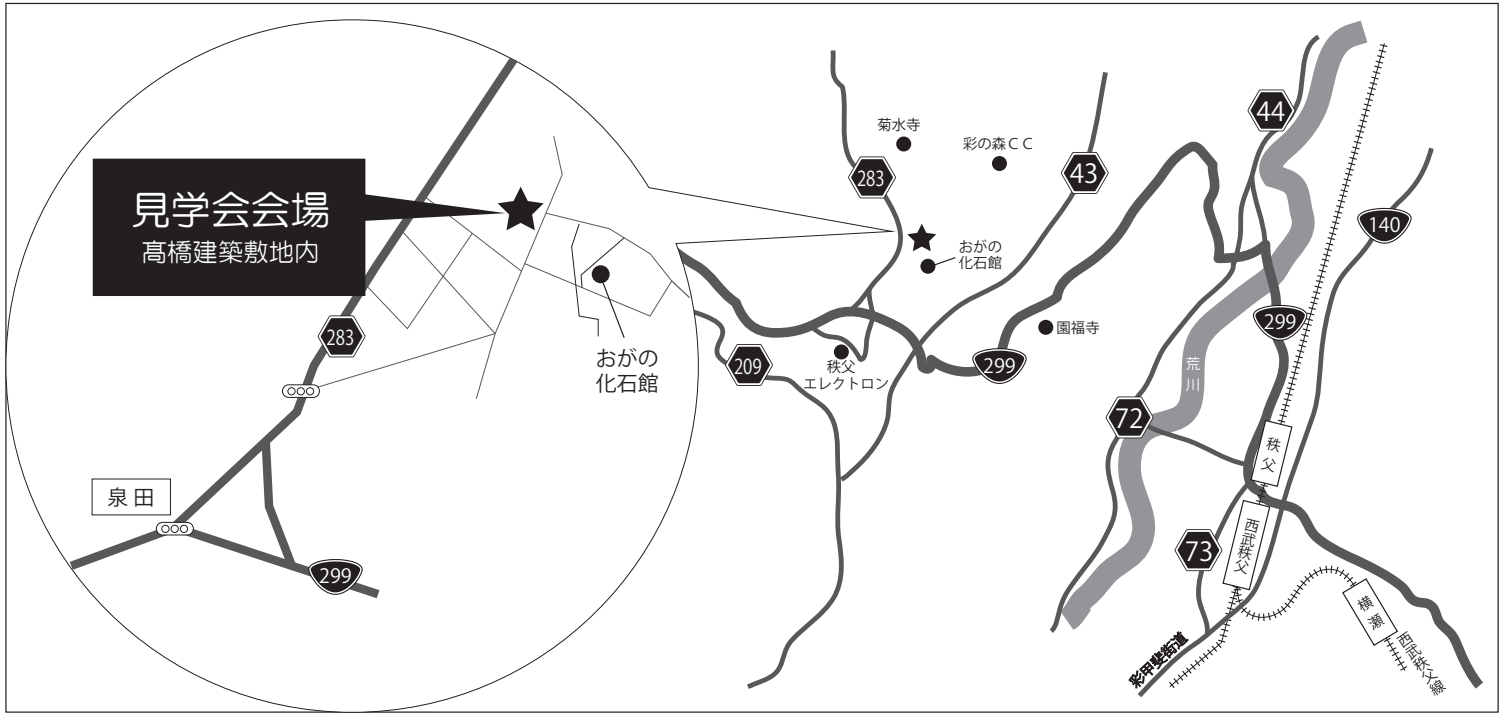 見学会会場
髙橋建築敷地内
283
おがの
化石館
泉田
299
菊水寺
彩の森CC
283
43
おがの
化石館
209
秩父
エレクトロン
299
園福寺
44
140
299
荒川
72
秩父
西武秩父
73
横瀬
西武秩父線
彩甲斐街道